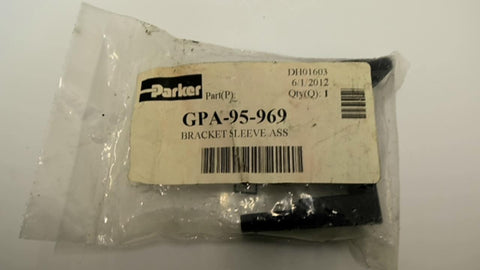 DH01603
6/1/2012
Parker
Part(P):
Qty(Q): 1
GPA-95-969
BRACKET SLEEVE ASS